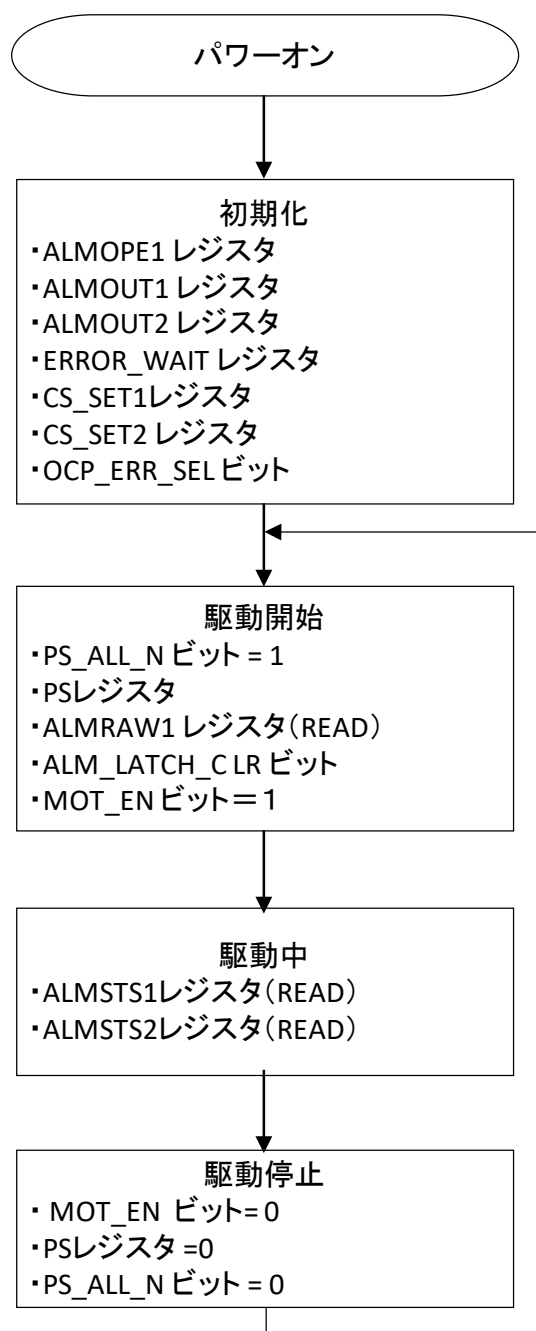 パワーオン
初期化
・ALMOPE1 レジスタ
・ALMOUT1 レジスタ
・ALMOUT2 レジスタ
・ERROR_WAIT レジスタ
・CS_SET1レジスタ
・CS_SET2 レジスタ
・OCP_ERR_SEL ビット
駆動開始
・PS_ALL_N ビット = 1
・PSレジスタ
・ALMRAW1 レジスタ（READ）
・ALM_LATCH_C LR ビット
・MOT_EN ビット＝１
駆動中
・ALMSTS1レジスタ（READ）
・ALMSTS2レジスタ（READ）
駆動停止
・ MOT_EN ビット= 0
・PSレジスタ =0
・PS_ALL_N ビット = 0